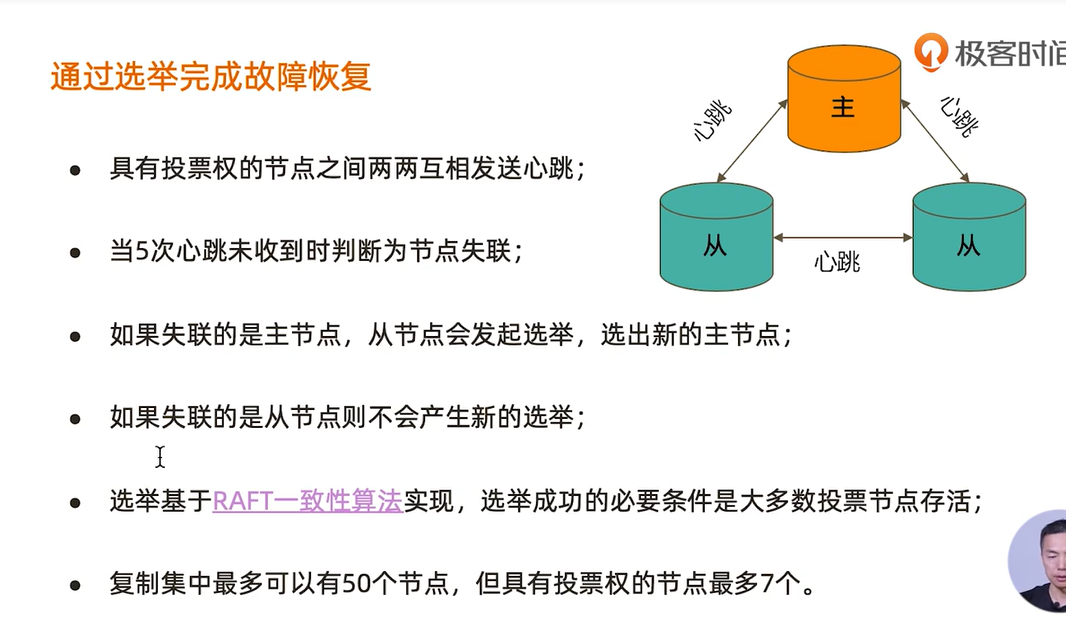 极客时间
通过选举完成故障恢复
主
心跳
心跳
从
从
心跳
具有投票权的节点之间两两互相发送心跳；
当5次心跳未收到时判断为节点失联；
如果失联的是主节点，从节点会发起选举，选出新的主节点；
如果失联的是从节点则不会产生新的选举；
选举基于RAFT一致性算法实现，选举成功的必要条件是大多数投票节点存活；
复制集中最多可以有50个节点，但具有投票权的节点最多7个。